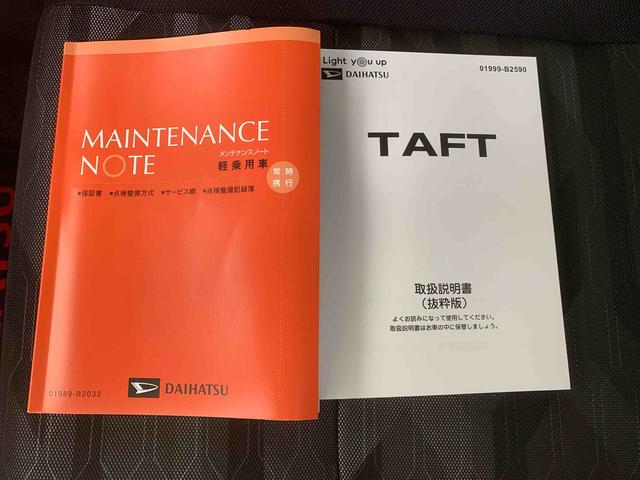 MAINTENANCE
NOTE
メンテナンスノート
軽乗用車
常時
携行
●保証書 ●点検整備方式 ●サービス網 ●点検整備記録簿
01989-B2032
DAIHATSU
Light you up
DAIHATSU
01999-B2590
TAFT
取扱説明書
（抜粋版）
よくお読みになって使用してください。
取扱説明書はお車の中に保管しましょう。